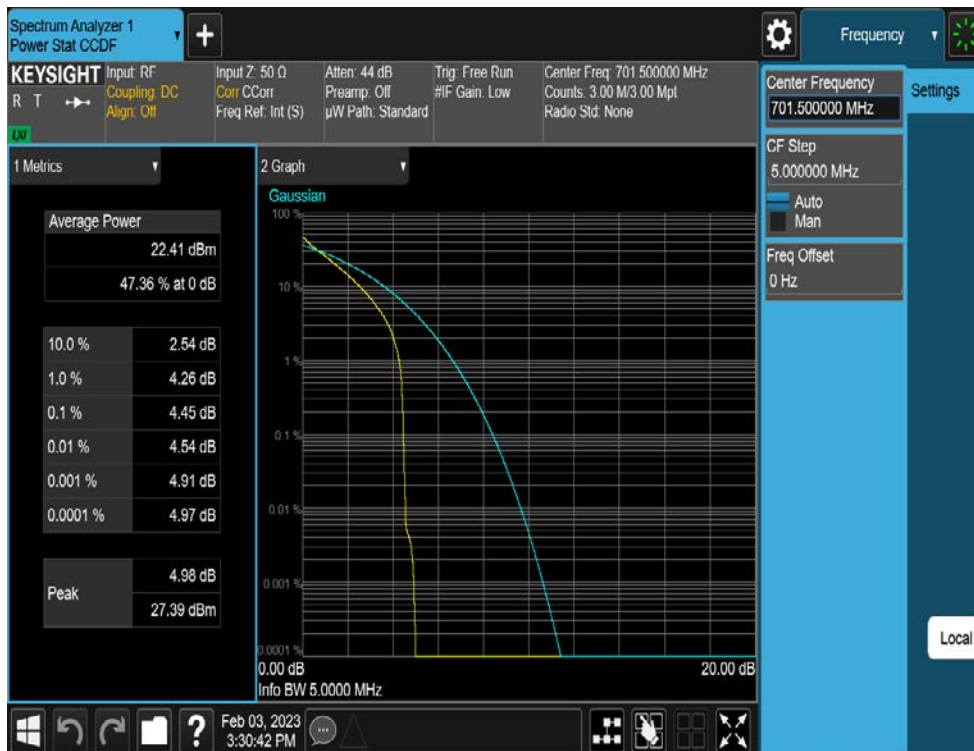 Spectrum Analyzer 1
Power Stat CCDF
Frequency
KEYSIGHT
R T
LXI
Input: RF
Coupling: DC
Align: Off
Input Z: 50 Ω
Corr CCorr
Freq Ref: Int (S)
Atten: 44 dB
Preamp: Off
µW Path: Standard
Trig: Free Run
#IF Gain: Low
Center Freq: 701.500000 MHz
Counts: 3.00 M/3.00 Mpt
Radio Std: None
Center Frequency
701.500000 MHz
Settings
CF Step
5.000000 MHz
Auto
Man
Freq Offset
0 Hz
Local
1 Metrics
Average Power
22.41 dBm
47.36 % at 0 dB
10.0 % 2.54 dB
1.0 % 4.26 dB
0.1 % 4.45 dB
0.01 % 4.54 dB
0.001 % 4.91 dB
0.0001 % 4.97 dB
Peak
4.98 dB
27.39 dBm
2 Graph
Gaussian
100 %
10 %
1 %
0.1 %
0.01 %
0.001 %
0.0001 %
0.00 dB 20.00 dB
Info BW 5.0000 MHz
Feb 03, 2023
3:30:42 PM